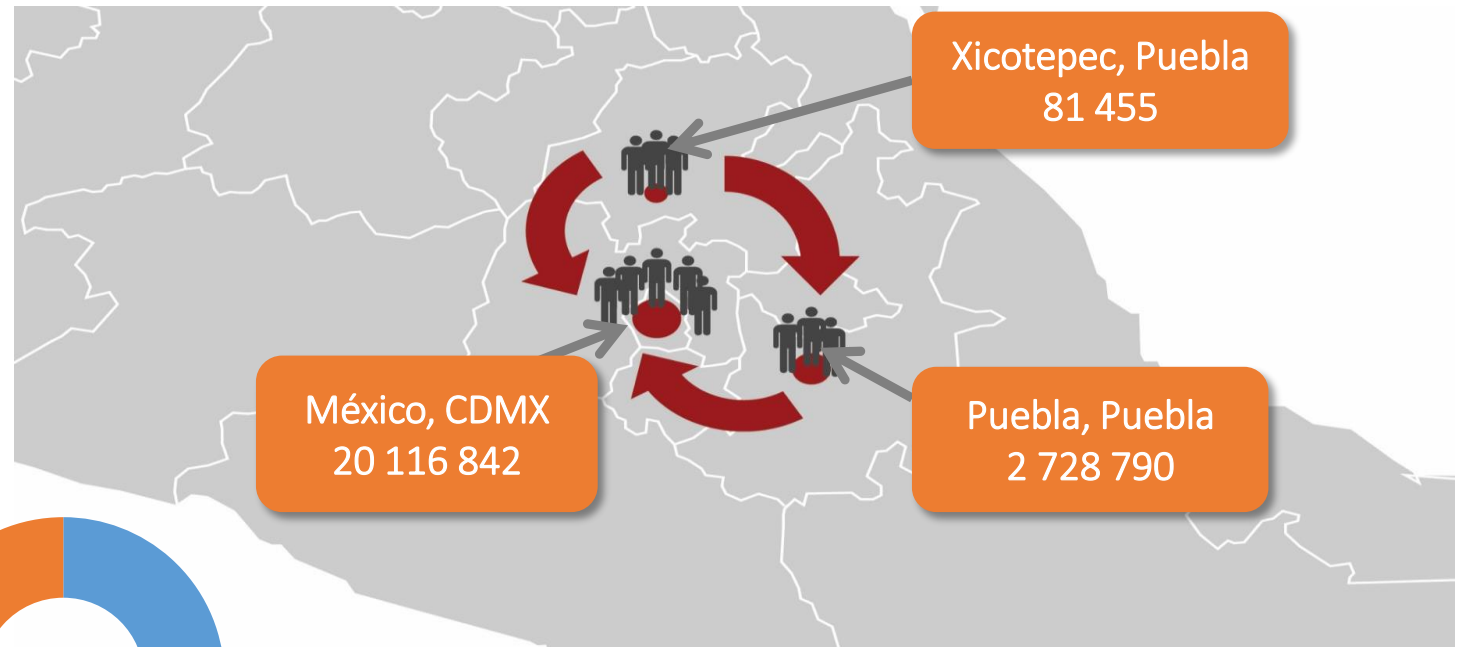 Xicotepec, Puebla
81 455
México, CDMX
20 116 842
Puebla, Puebla
2 728 790